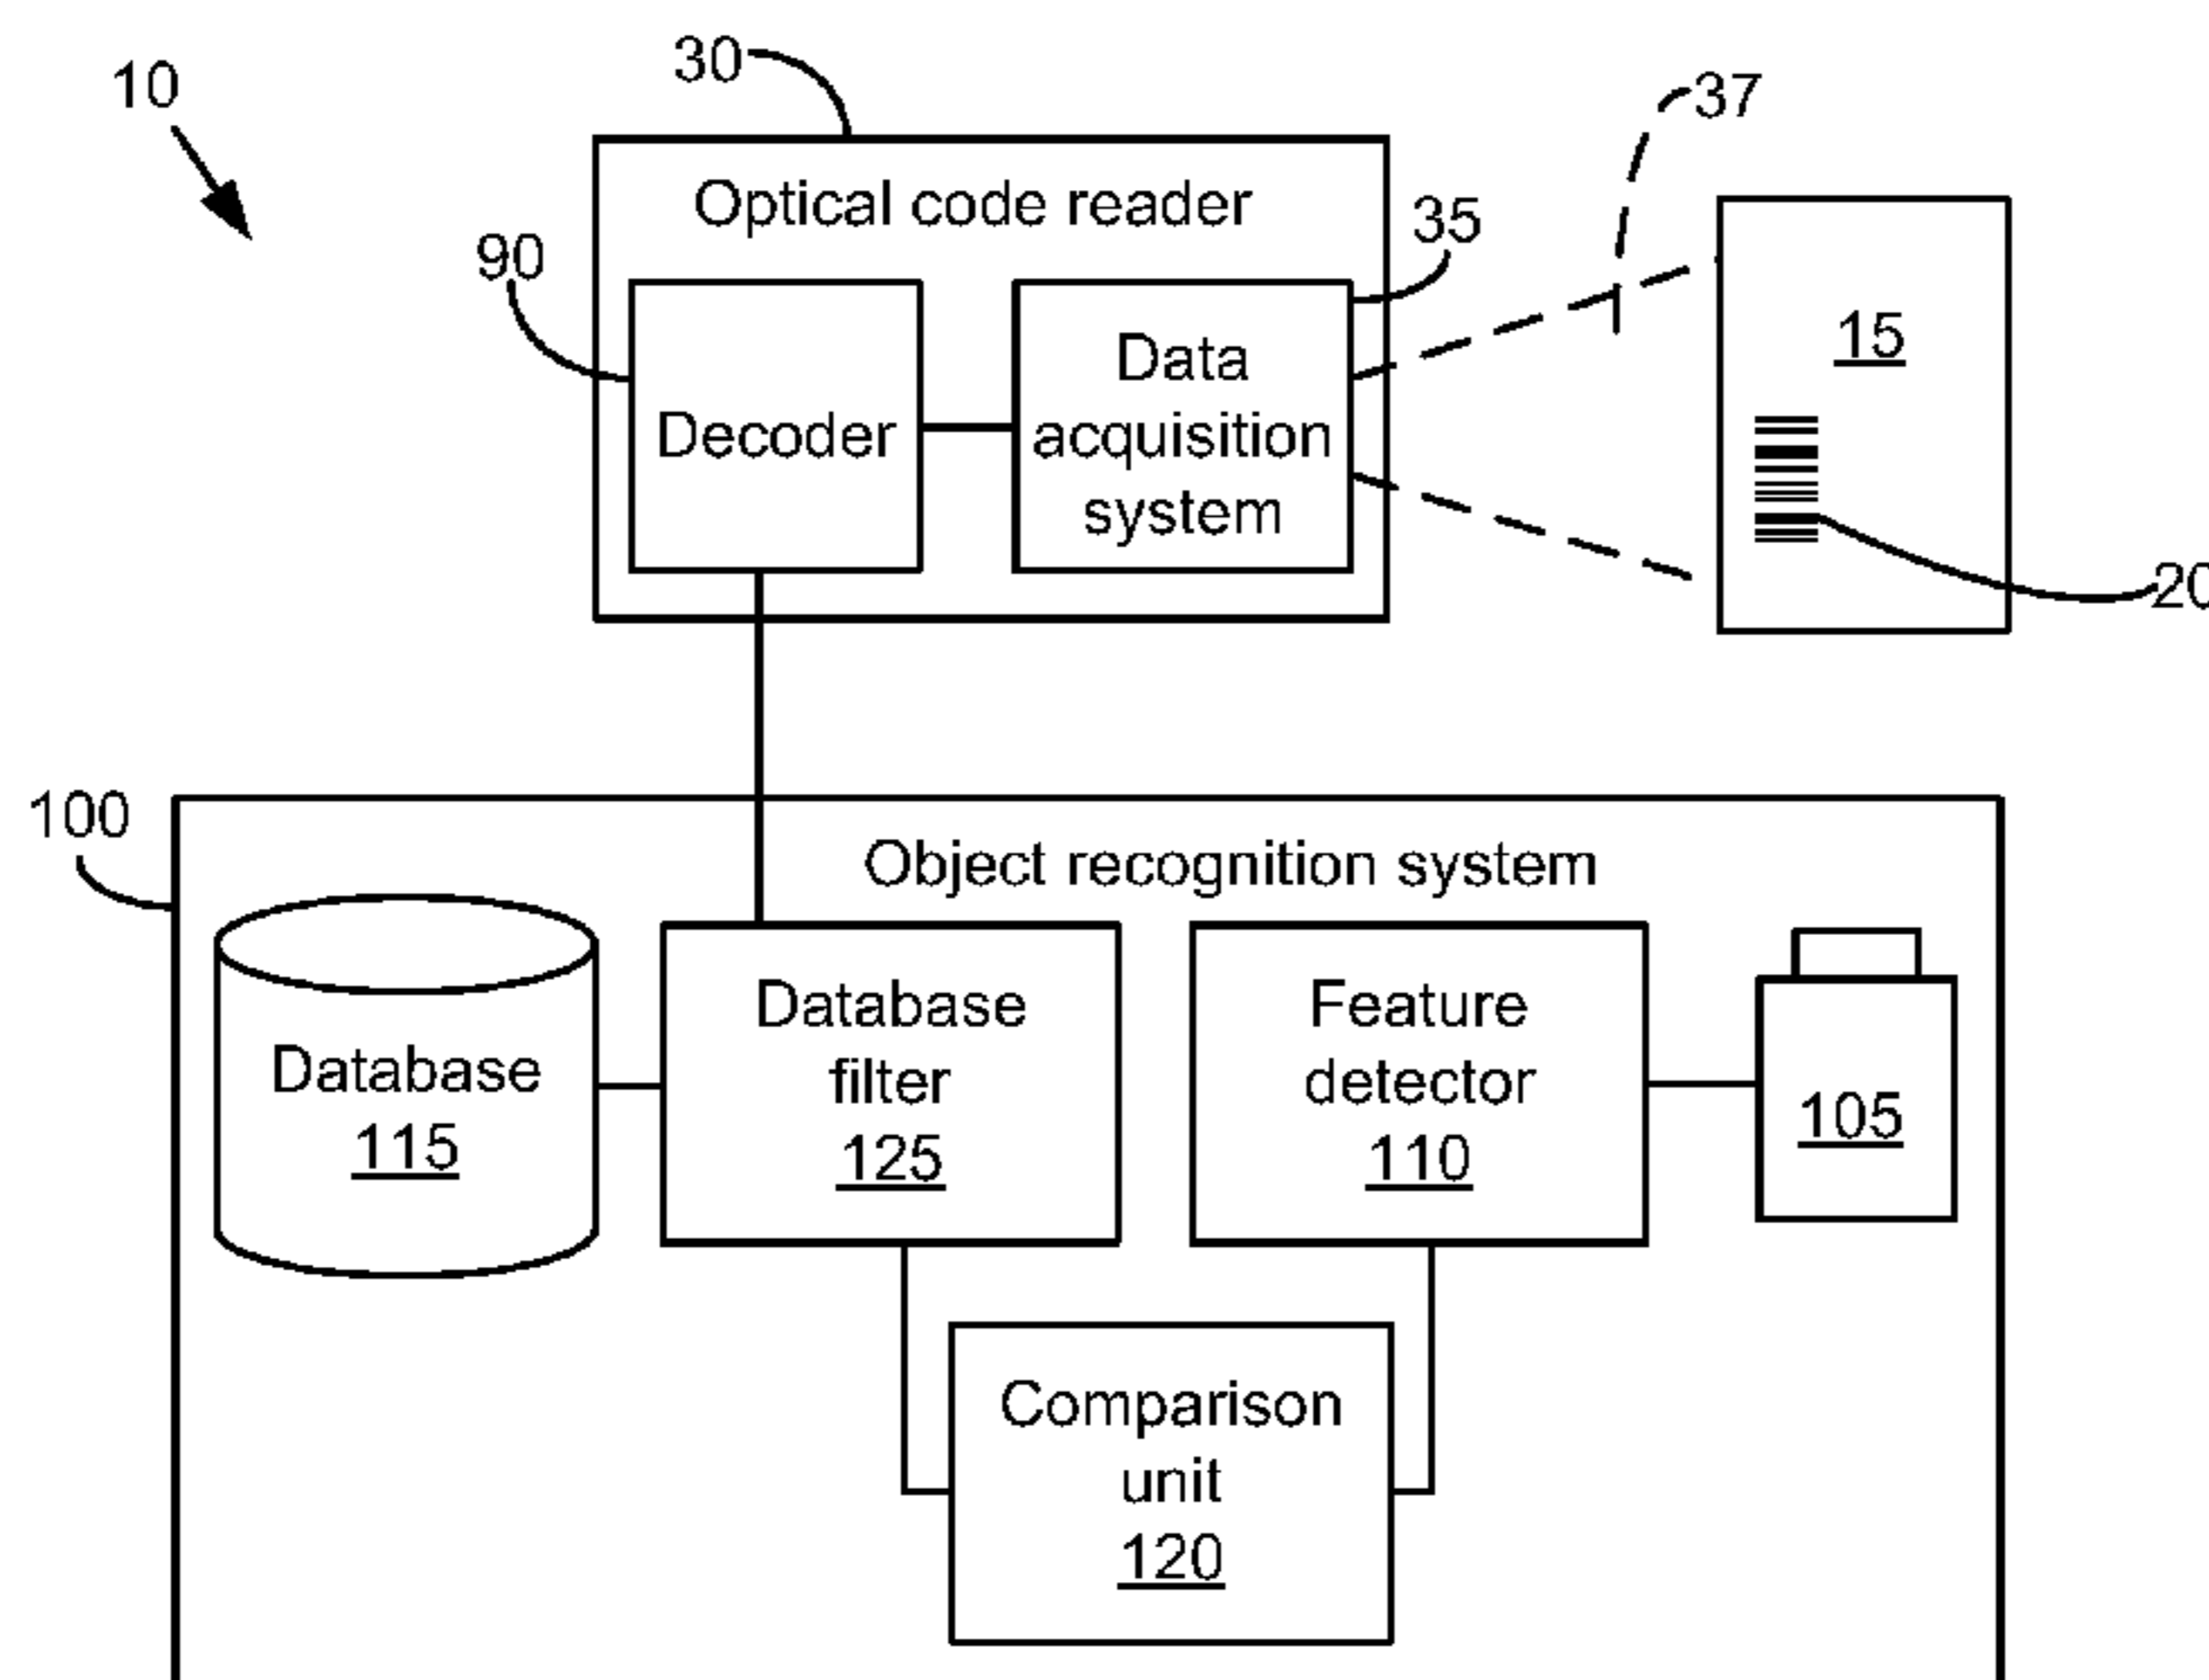 10
30
37
Optical code reader
90
35
15
Data
Decoder
acquisition
system
20
100
Object recognition system
Database
filter
125
Feature
detector
110
Database
115
105
Comparison
unit
120